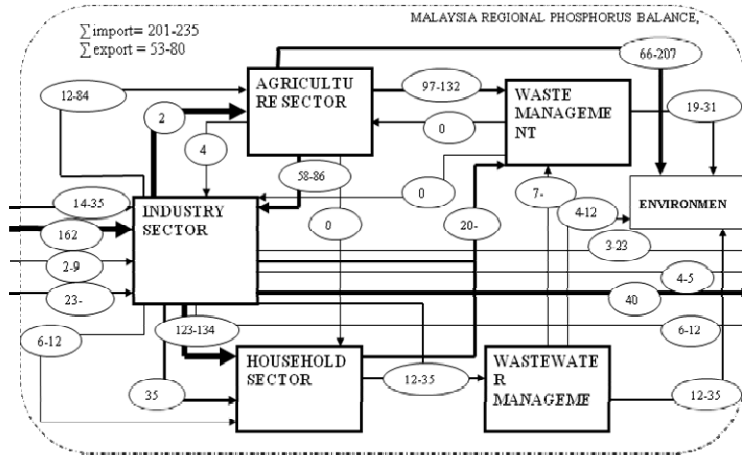 MALAYSIA REGIONAL PHOSPHORUS BALANCE,
∑import= 201-235
∑export = 53-80
66-207
AGRICULTU
RE SECTOR
97-132
12-84
WASTE
MANAGEME
NT
19-31
2
0
4
58-86
0
7-
14-35
INDUSTRY
SECTOR
0
20-
4-12
ENVIRONMEN
162
3-23
2-9
4-5
23-
40
123-134
6-12
6-12
HOUSEHOLD
SECTOR
WASTEWATE
R
MANAGEME
12-35
35
12-35